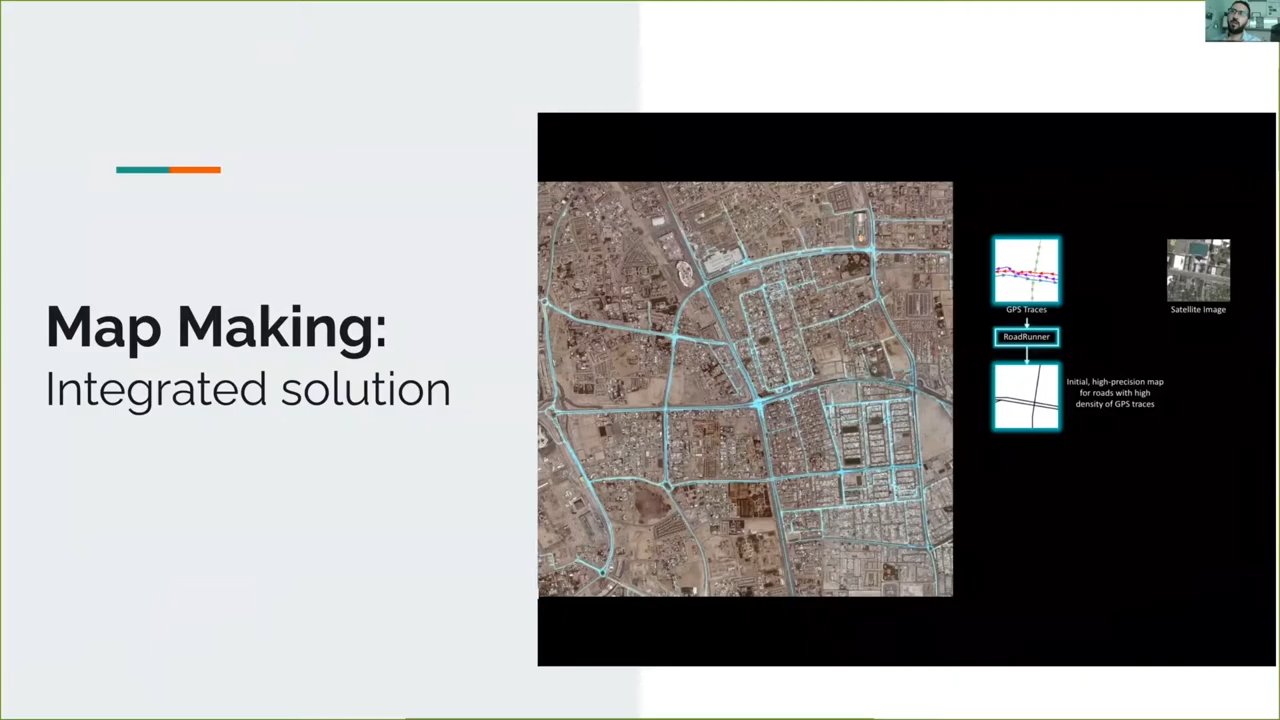 Map Making:
Integrated solution
GPS Traces
RoadRunner
Initial, high-precision map
for roads with high
density of GPS traces
Satellite Image